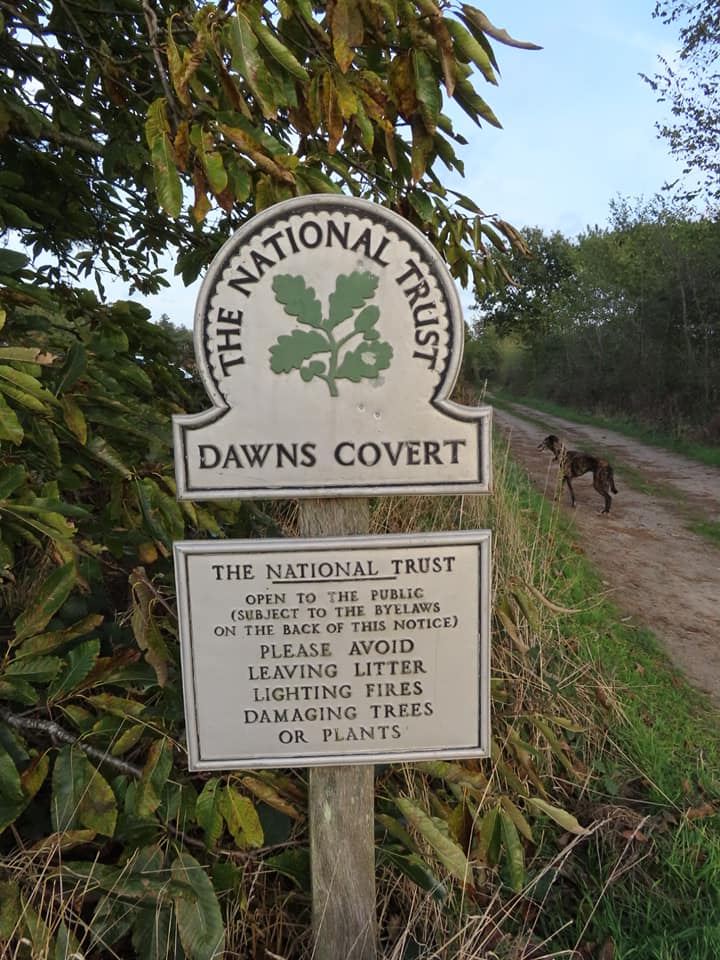 THE NATIONAL TRUST
DAWNS COVERT
THE NATIONAL TRUST
OPEN TO THE PUBLIC
(SUBJECT TO THE BYELAWS
ON THE BACK OF THIS NOTICE)
PLEASE AVOID
LEAVING LITTER
LIGHTING FIRES
DAMAGING TREES
OR PLANTS